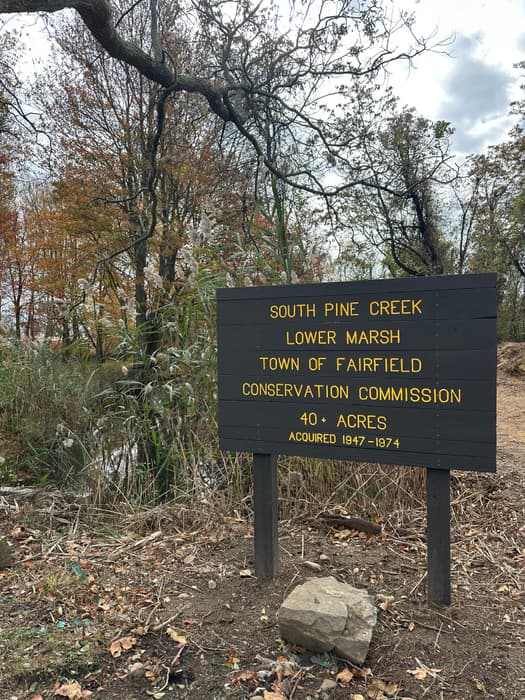 SOUTH PINE CREEK
LOWER MARSH
TOWN OF FAIRFIELD
CONSERVATION COMMISSION
40+ ACRES
ACQUIRED 1947-1974